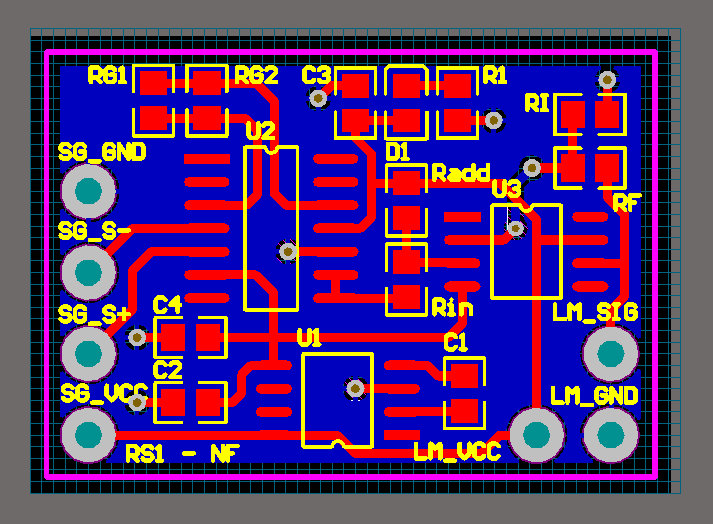 RG1 RG2 C3 R1
RI
U2
SG_GND D1
Radd
U3
RF
SG_S-
SG_S+ C4 Rin LM_SIG
U1 C1
C2
SG_VCC LM_GND
RS1 - NF LM_VCC